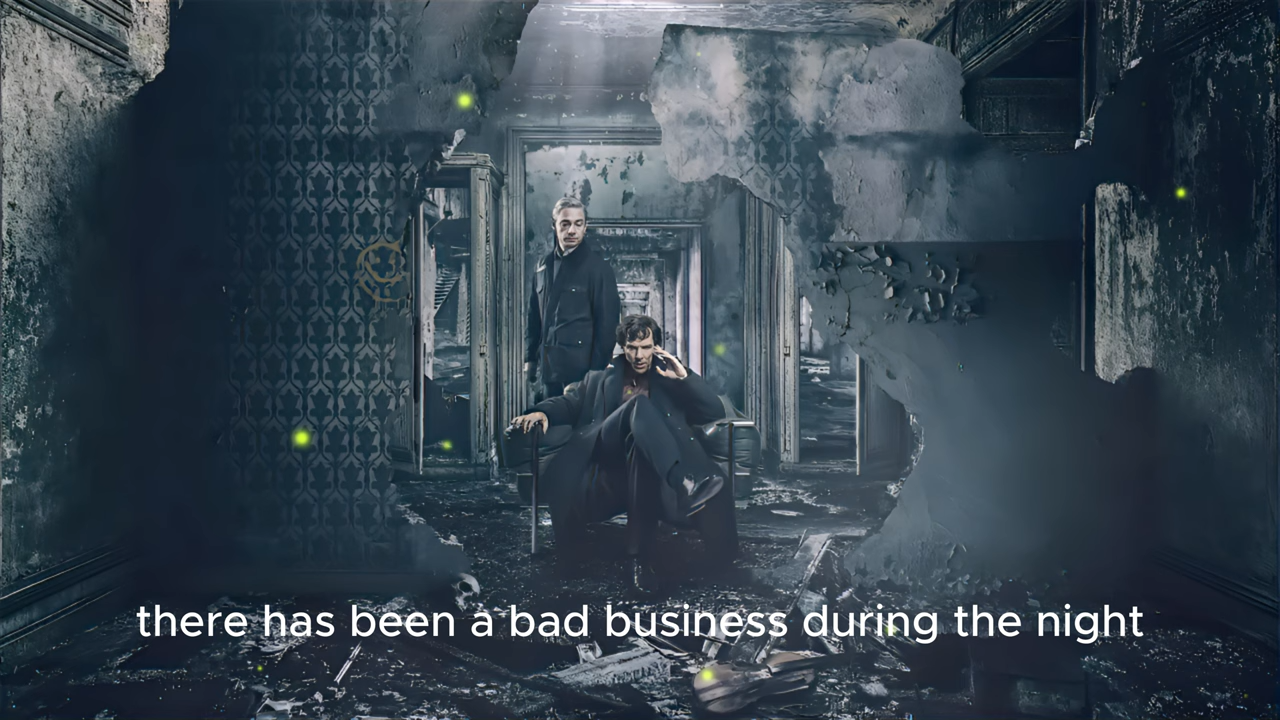 there has been a bad business during the night